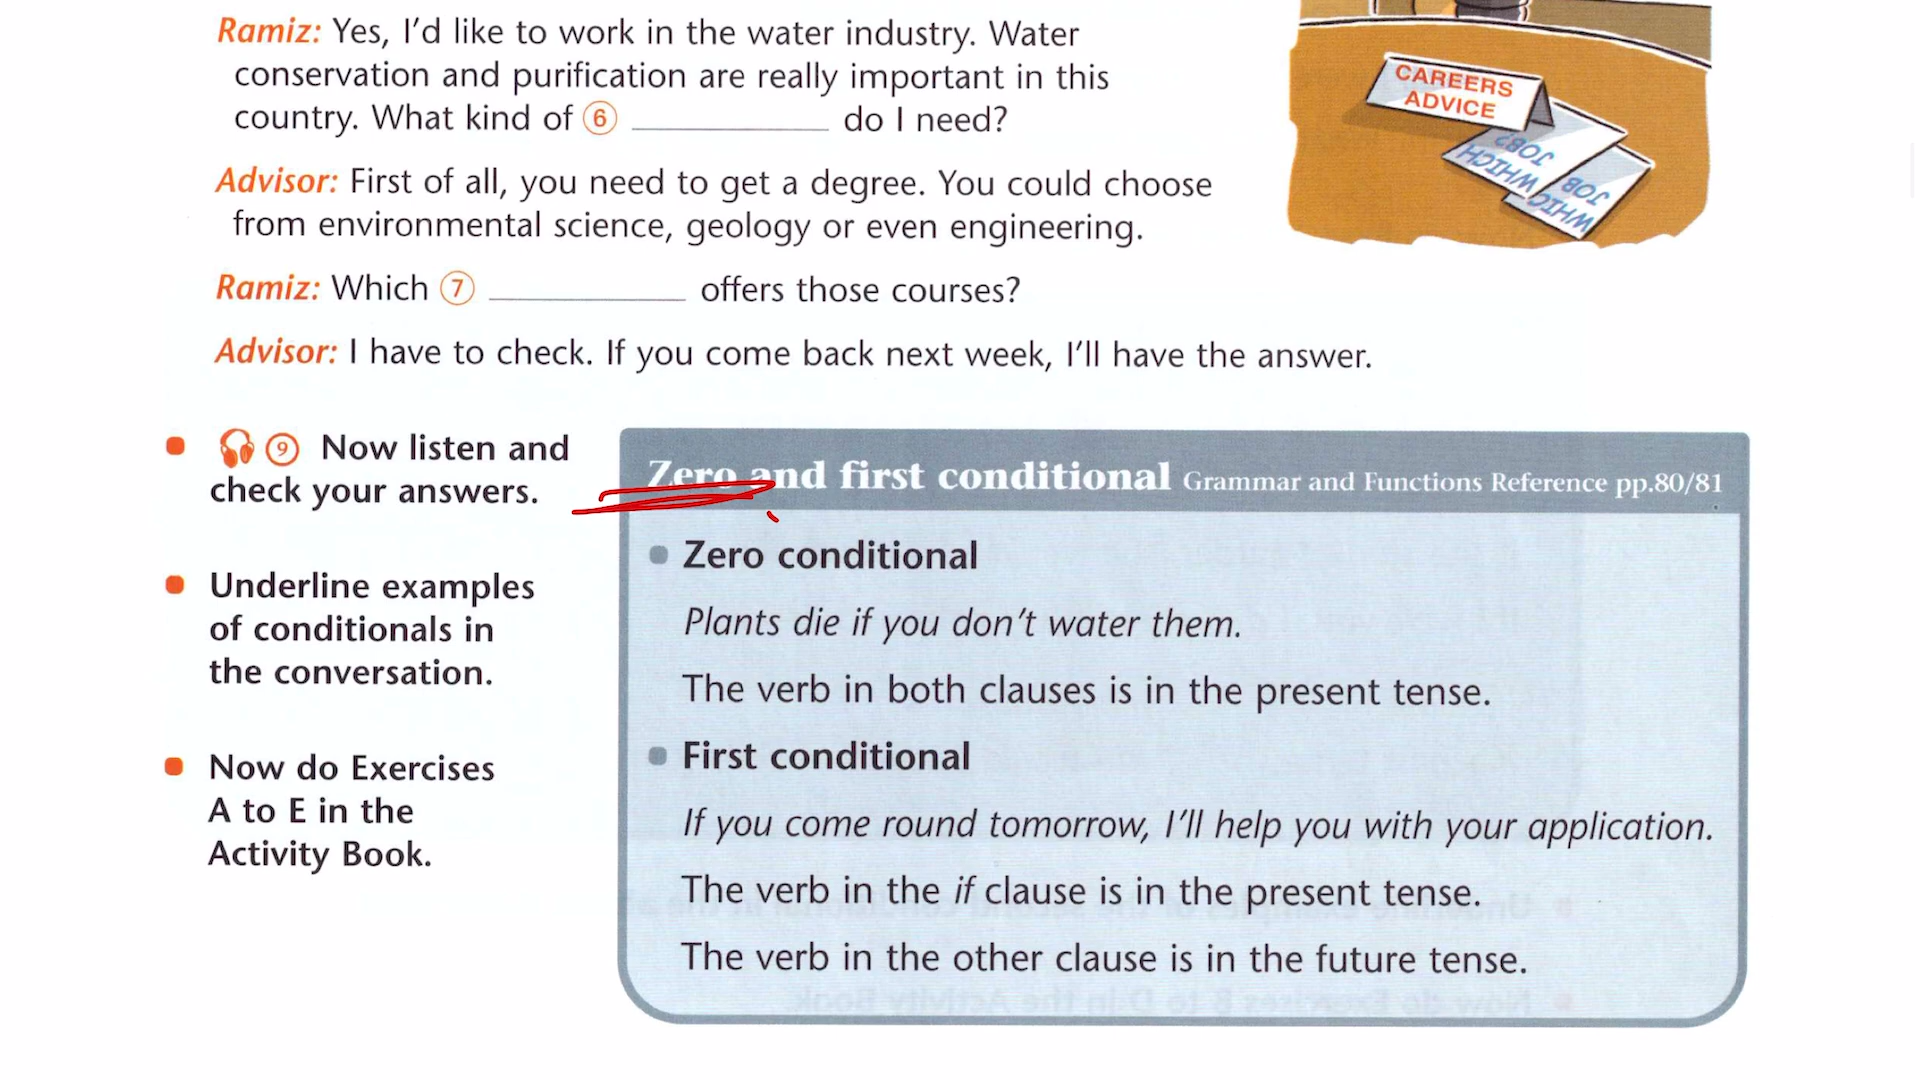 Ramiz: Yes, I'd like to work in the water industry. Water
conservation and purification are really important in this
country. What kind of ⑥ __________ do I need?
Advisor: First of all, you need to get a degree. You could choose
from environmental science, geology or even engineering.
Ramiz: Which ⑦ __________ offers those courses?
Advisor: I have to check. If you come back next week, I'll have the answer.
CAREERS
ADVICE
WHICH
JOB?
WHICH
JOB
⑨ Now listen and
check your answers.
Underline examples
of conditionals in
the conversation.
Now do Exercises
A to E in the
Activity Book.
Zero and first conditional Grammar and Functions Reference pp.80/81
Zero conditional
Plants die if you don't water them.
The verb in both clauses is in the present tense.
First conditional
If you come round tomorrow, I'll help you with your application.
The verb in the if clause is in the present tense.
The verb in the other clause is in the future tense.